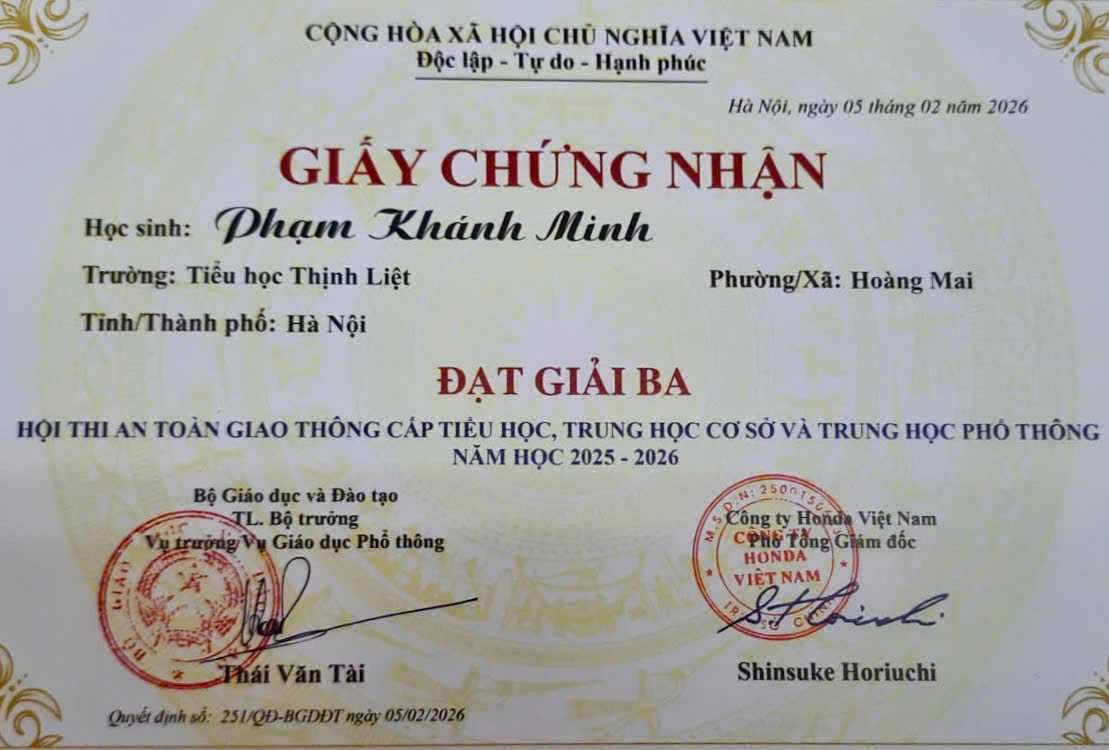 CỘNG HÒA XÃ HỘI CHỦ NGHĨA VIỆT NAM
Độc lập - Tự do - Hạnh phúc
Hà Nội, ngày 05 tháng 02 năm 2026
GIẤY CHỨNG NHẬN
Học sinh: Phạm Khánh Minh
Trường: Tiểu học Thịnh Liệt Phường/Xã: Hoàng Mai
Tỉnh/Thành phố: Hà Nội
ĐẠT GIẢI BA
HỘI THI AN TOÀN GIAO THÔNG CẤP TIỂU HỌC, TRUNG HỌC CƠ SỞ VÀ TRUNG HỌC PHỔ THÔNG
NĂM HỌC 2025 - 2026
Bộ Giáo dục và Đào tạo
TL. Bộ trưởng
Vụ trưởng Vụ Giáo dục Phổ thông
Thái Văn Tài
Công ty Honda Việt Nam
Phó Tổng Giám đốc
CÔNG TY
HONDA
VIỆT NAM
Shinsuke Horiuchi
Quyết định số: 251/QĐ-BGDĐT ngày 05/02/2026